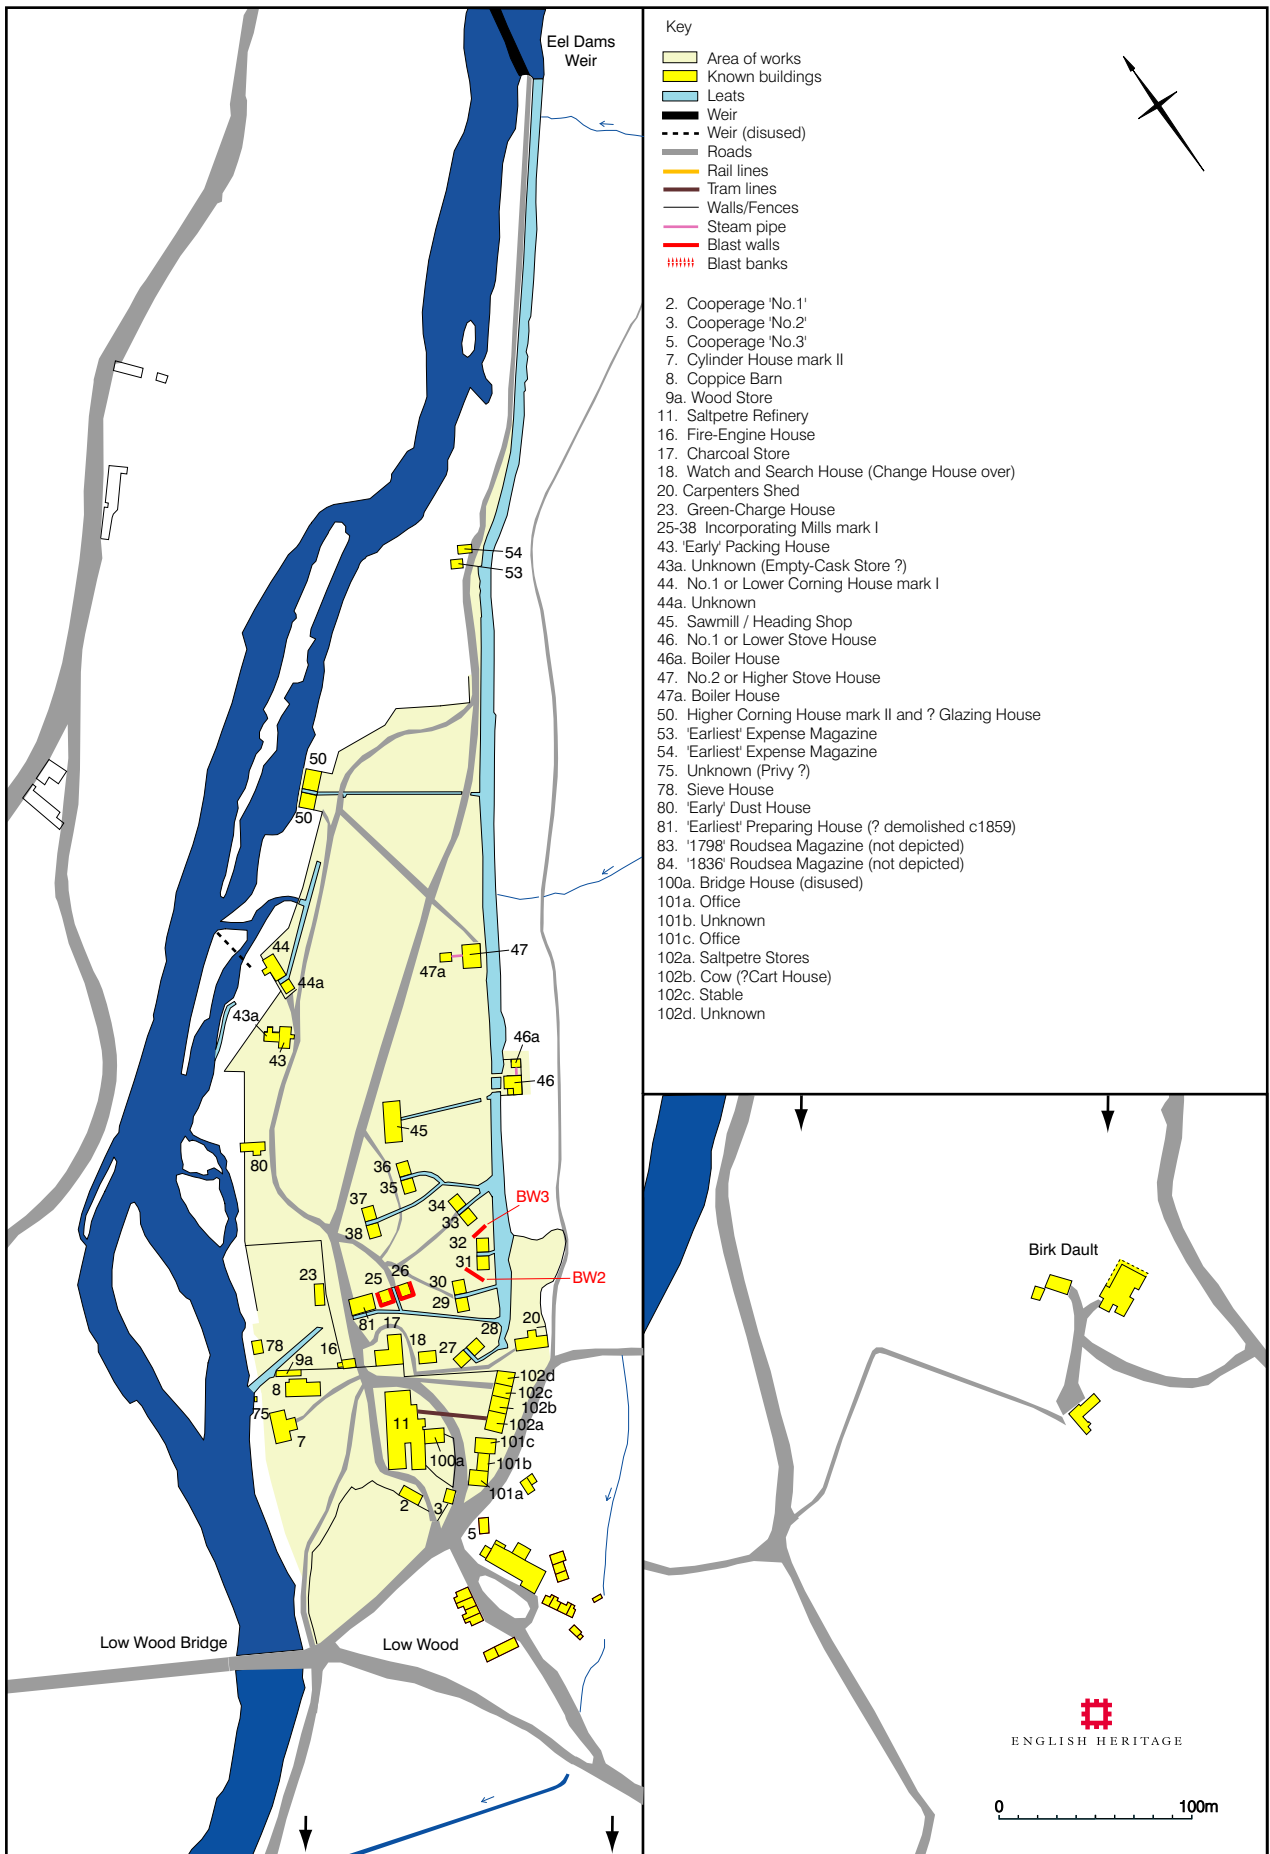 Eel Dams
Weir
Key
Area of works
Known buildings
Leats
Weir
Weir (disused)
Roads
Rail lines
Tram lines
Walls/Fences
Steam pipe
Blast walls
Blast banks
2. Cooperage 'No.1'
3. Cooperage 'No.2'
5. Cooperage 'No.3'
7. Cylinder House mark II
8. Coppice Barn
9a. Wood Store
11. Saltpetre Refinery
16. Fire-Engine House
17. Charcoal Store
18. Watch and Search House (Change House over)
20. Carpenters Shed
23. Green-Charge House
25-38 Incorporating Mills mark I
43. 'Early' Packing House
43a. Unknown (Empty-Cask Store ?)
44. No.1 or Lower Corning House mark I
44a. Unknown
45. Sawmill / Heading Shop
46. No.1 or Lower Stove House
46a. Boiler House
47. No.2 or Higher Stove House
47a. Boiler House
50. Higher Corning House mark II and ? Glazing House
53. 'Earliest' Expense Magazine
54. 'Earliest' Expense Magazine
75. Unknown (Privy ?)
78. Sieve House
80. 'Early' Dust House
81. 'Earliest' Preparing House (? demolished c1859)
83. '1798' Roudsea Magazine (not depicted)
84. '1836' Roudsea Magazine (not depicted)
100a. Bridge House (disused)
101a. Office
101b. Unknown
101c. Office
102a. Saltpetre Stores
102b. Cow (?Cart House)
102c. Stable
102d. Unknown
54
53
50
50
44
47
47a
44a
43a
43
46a
46
45
80
36
35
37
38
34
33
BW3
32
31
BW2
23
25
26
30
29
81
17
18
27
28
20
78
16
9a
8
75
7
11
102d
102c
102b
102a
101c
101b
101a
100a
2
3
5
Low Wood Bridge
Low Wood
Birk Dault
ENGLISH HERITAGE
0
100m